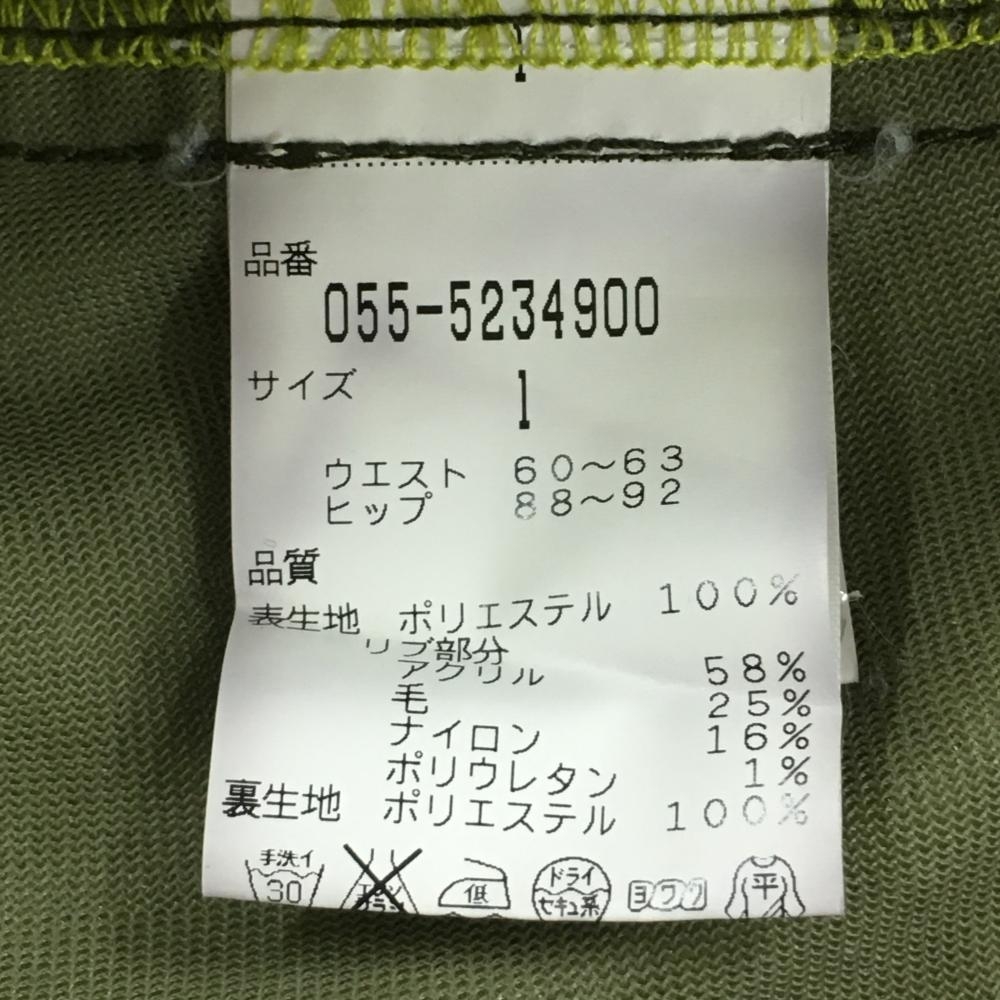 品番
055-5234900
サイズ 1
ウエスト 60〜63
ヒップ 88〜92
品質
表生地 ポリエステル 100%
リブ部分
アクリル 58%
毛 25%
ナイロン 16%
ポリウレタン 1%
裏生地 ポリエステル 100%
手洗イ 30 エンソ 低 ドライ セキユ系 ヨワク 平